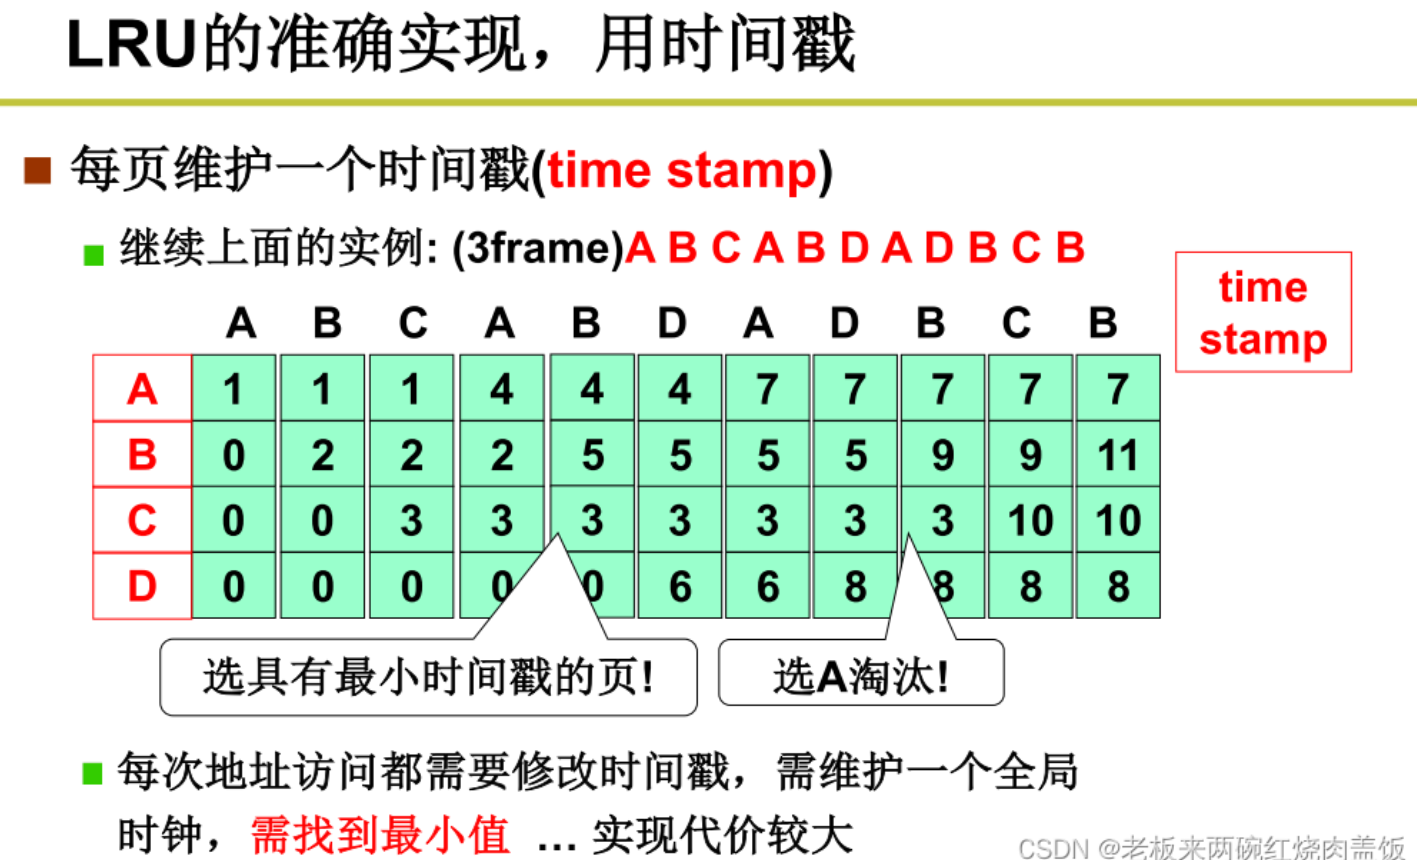 LRU的准确实现，用时间戳
每页维护一个时间戳(time stamp)
继续上面的实例: (3frame)A B C A B D A D B C B
time
stamp
A B C A B D A D B C B
A 1 1 1 4 4 4 7 7 7 7 7
B 0 2 2 2 5 5 5 5 9 9 11
C 0 0 3 3 3 3 3 3 3 10 10
D 0 0 0 0 0 6 6 8 8 8 8
选具有最小时间戳的页!
选A淘汰!
每次地址访问都需要修改时间戳，需维护一个全局
时钟，需找到最小值 … 实现代价较大
CSDN @老板来两碗红烧肉盖饭